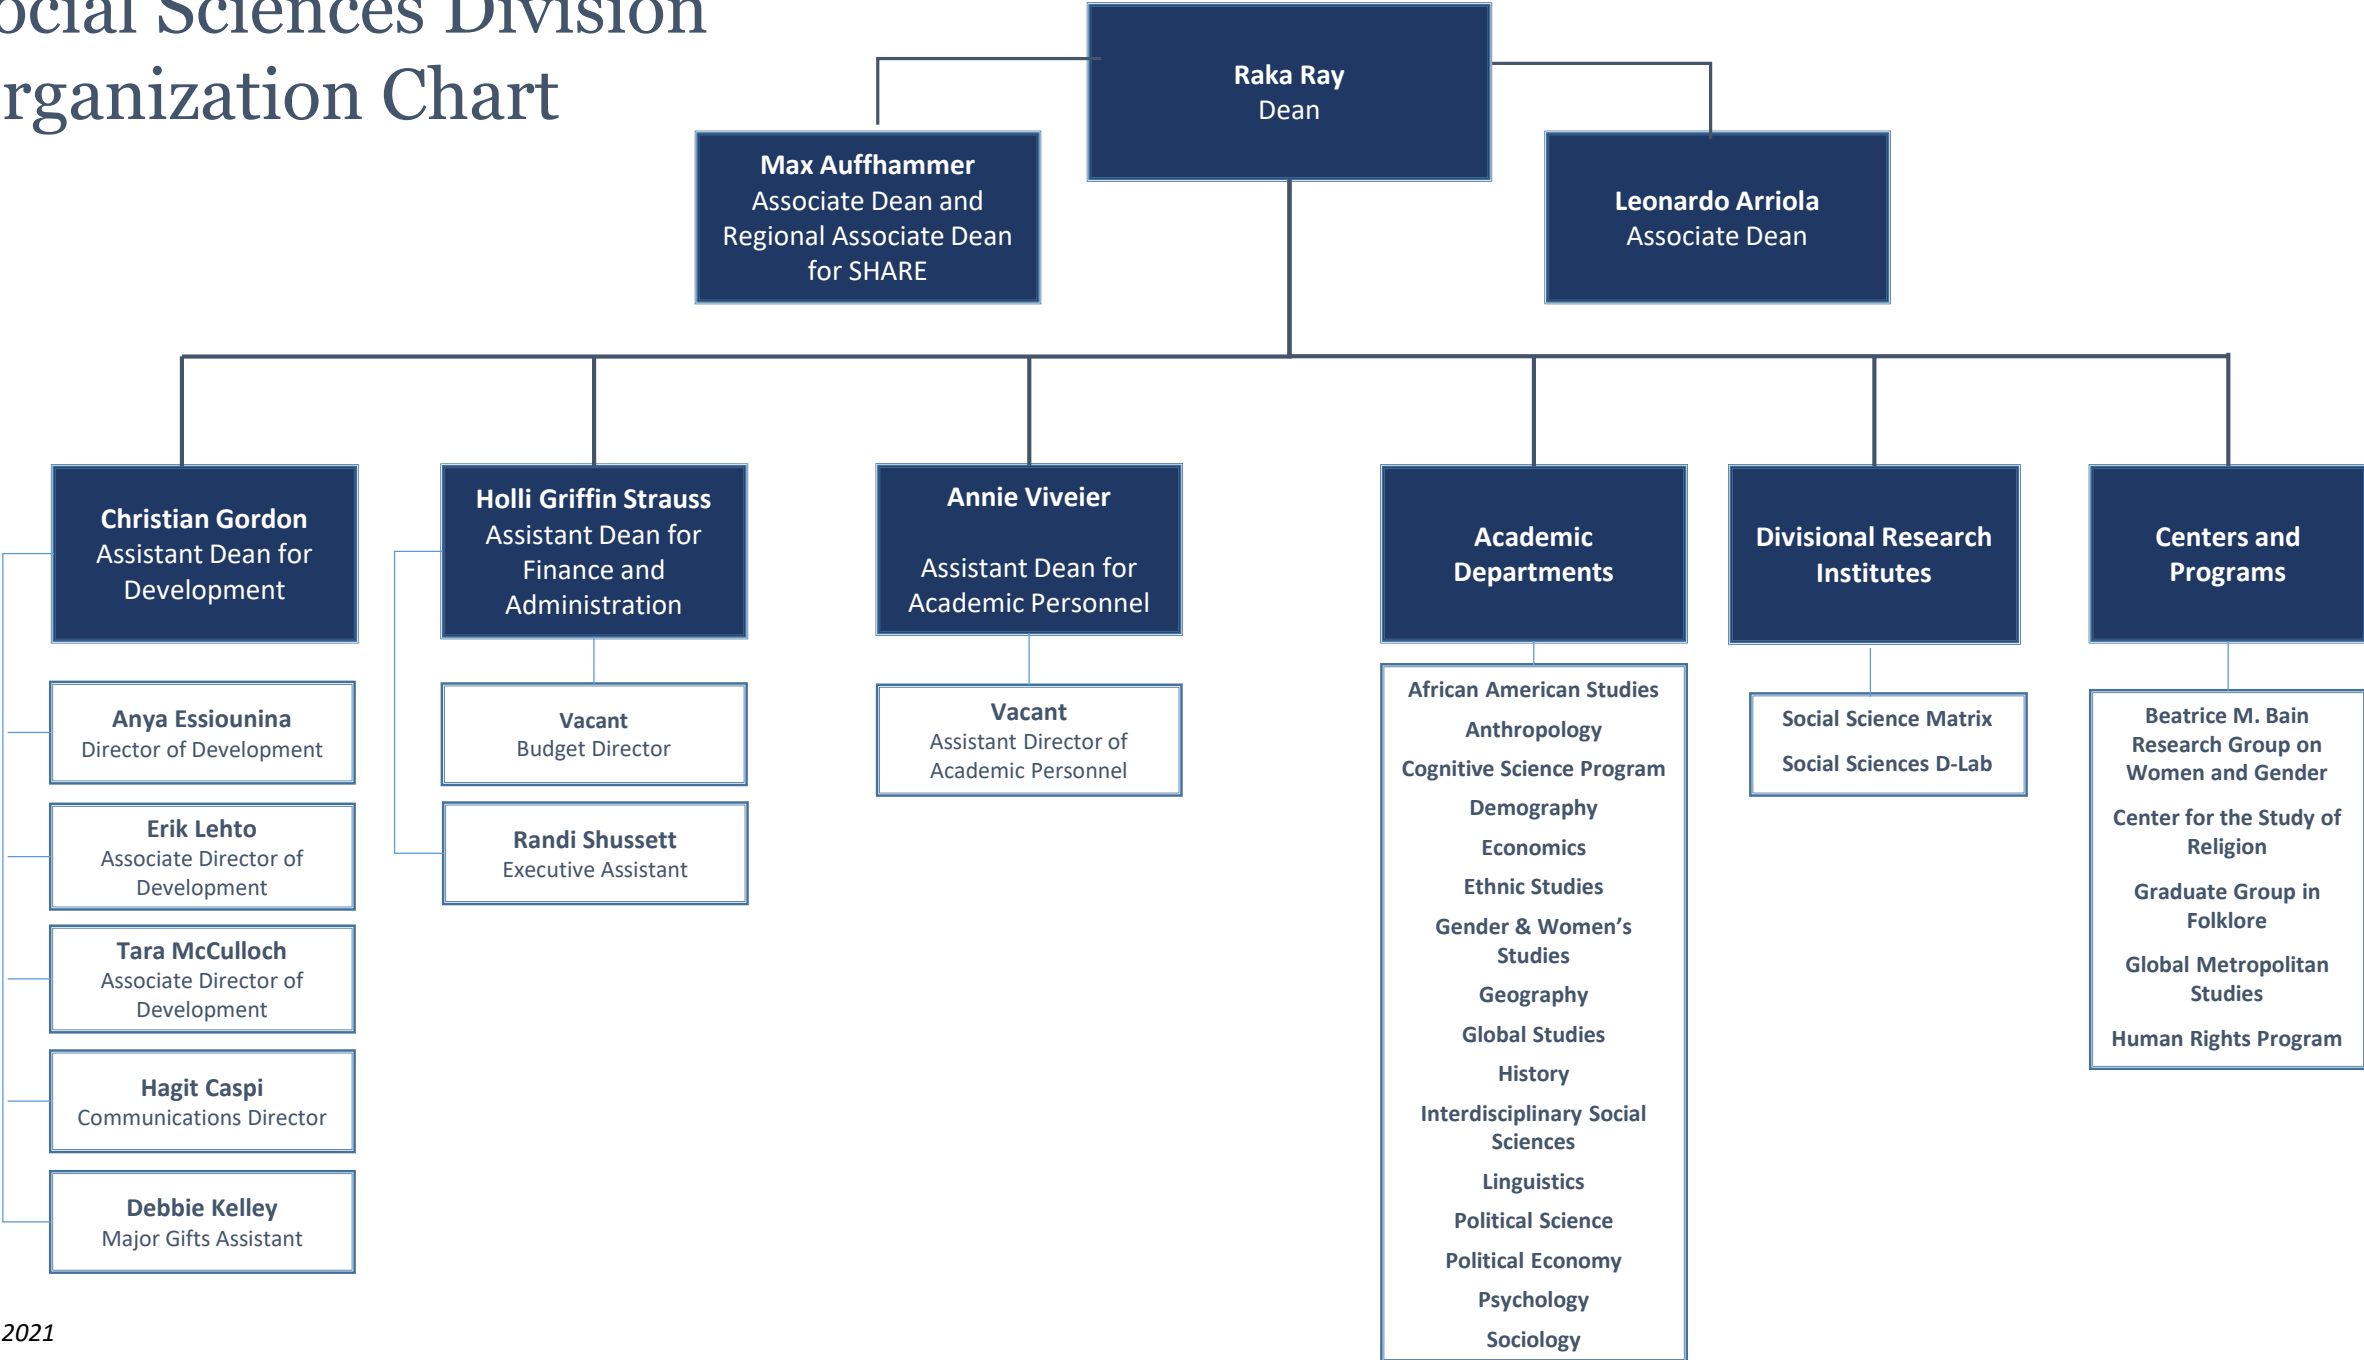 ocial Sciences Division
rganization Chart
Raka Ray
Dean
Max Auffhammer
Associate Dean and
Regional Associate Dean
for SHARE
Leonardo Arriola
Associate Dean
Christian Gordon
Assistant Dean for
Development
Holli Griffin Strauss
Assistant Dean for
Finance and
Administration
Annie Viveier
Assistant Dean for
Academic Personnel
Academic
Departments
Divisional Research
Institutes
Centers and
Programs
Anya Essiounina
Director of Development
Erik Lehto
Associate Director of
Development
Tara McCulloch
Associate Director of
Development
Hagit Caspi
Communications Director
Debbie Kelley
Major Gifts Assistant
Vacant
Budget Director
Randi Shussett
Executive Assistant
Vacant
Assistant Director of
Academic Personnel
African American Studies
Anthropology
Cognitive Science Program
Demography
Economics
Ethnic Studies
Gender & Women’s
Studies
Geography
Global Studies
History
Interdisciplinary Social
Sciences
Linguistics
Political Science
Political Economy
Psychology
Sociology
Social Science Matrix
Social Sciences D-Lab
Beatrice M. Bain
Research Group on
Women and Gender
Center for the Study of
Religion
Graduate Group in
Folklore
Global Metropolitan
Studies
Human Rights Program
2021